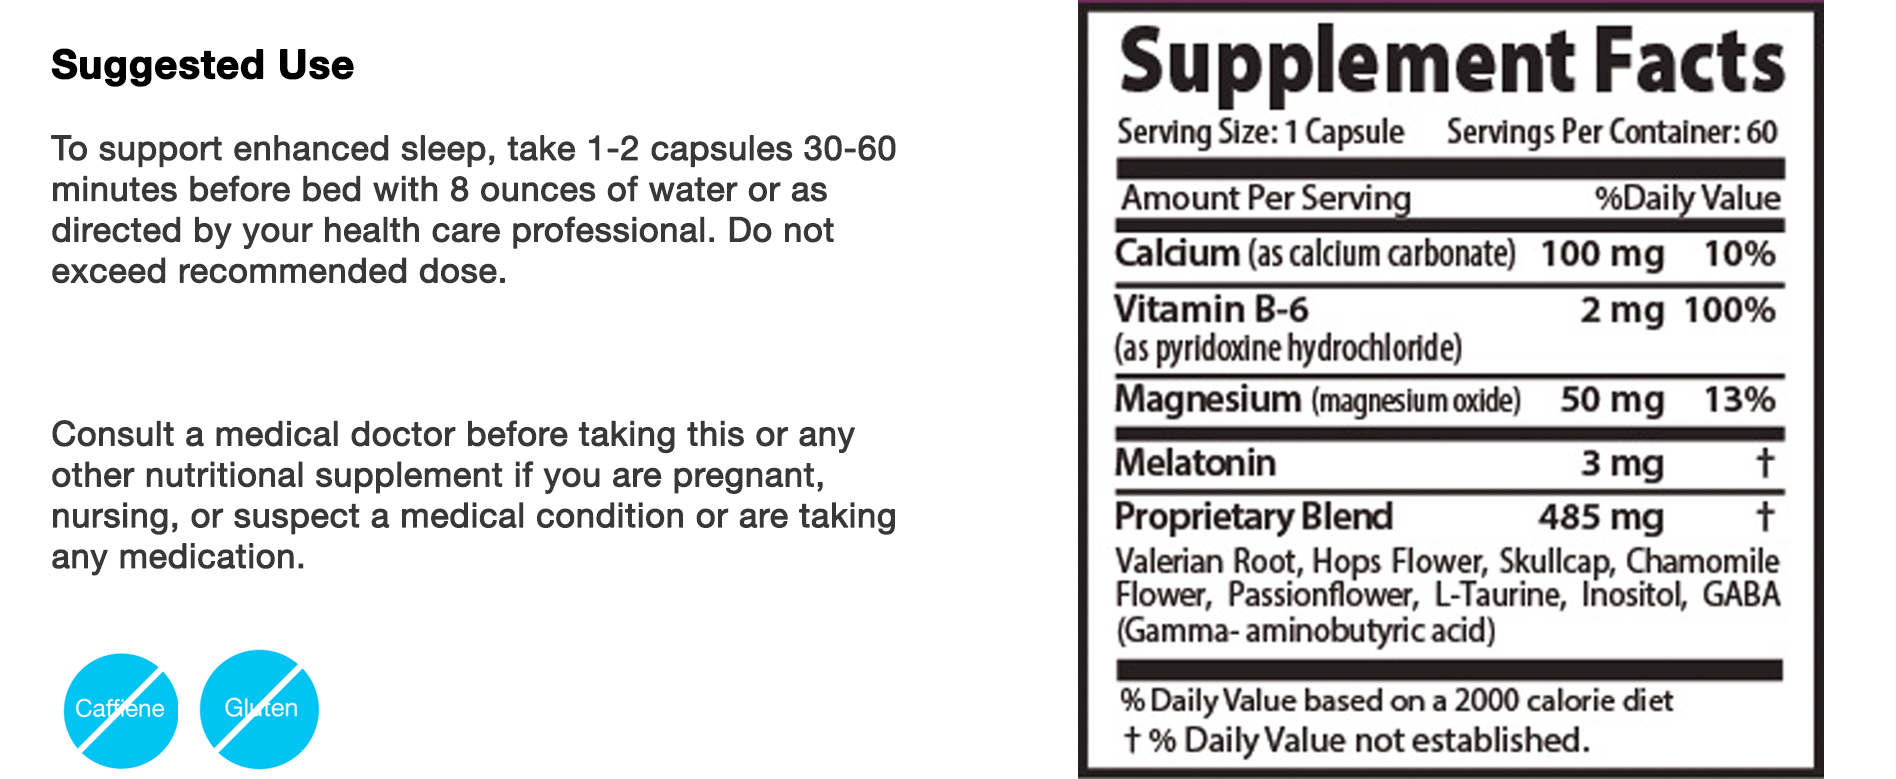 Suggested Use
To support enhanced sleep, take 1-2 capsules 30-60
minutes before bed with 8 ounces of water or as
directed by your health care professional. Do not
exceed recommended dose.
Consult a medical doctor before taking this or any
other nutritional supplement if you are pregnant,
nursing, or suspect a medical condition or are taking
any medication.
Caffiene
Gluten
Supplement Facts
Serving Size: 1 Capsule Servings Per Container: 60
Amount Per Serving %Daily Value
Calcium (as calcium carbonate) 100 mg 10%
Vitamin B-6 2 mg 100%
(as pyridoxine hydrochloride)
Magnesium (magnesium oxide) 50 mg 13%
Melatonin 3 mg †
Proprietary Blend 485 mg †
Valerian Root, Hops Flower, Skullcap, Chamomile
Flower, Passionflower, L-Taurine, Inositol, GABA
(Gamma- aminobutyric acid)
% Daily Value based on a 2000 calorie diet
† % Daily Value not established.